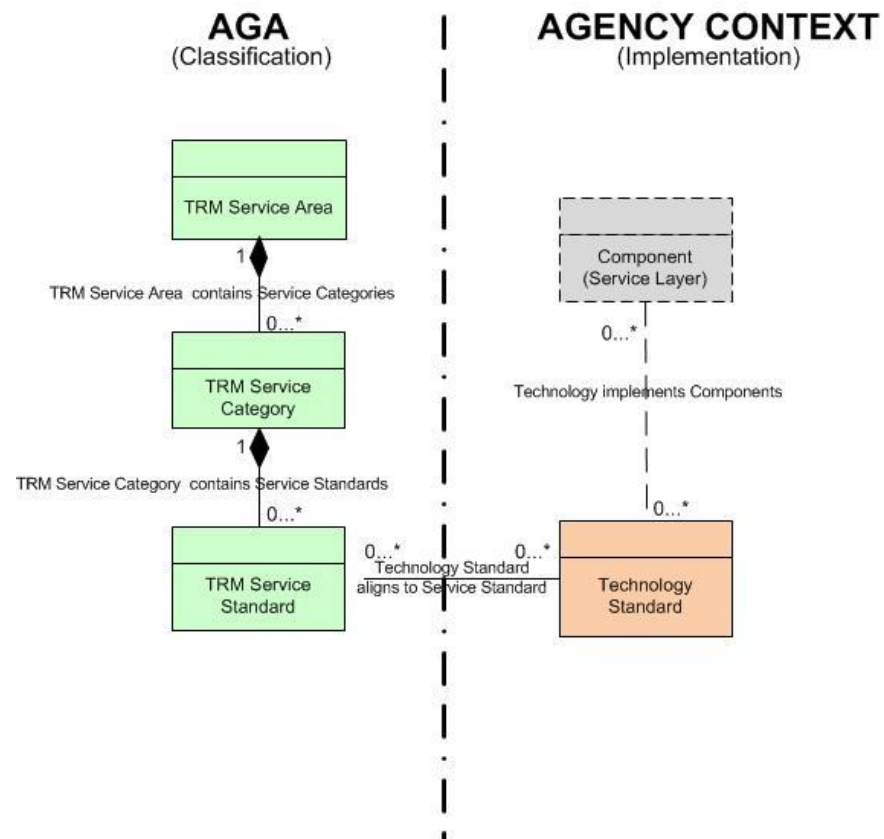 AGA
(Classification)
AGENCY CONTEXT
(Implementation)
TRM Service Area
1
TRM Service Area contains Service Categories
0...*
TRM Service
Category
1
TRM Service Category contains Service Standards
0...*
TRM Service
Standard
Component
(Service Layer)
0...*
Technology implements Components
0...*
0...*
0...*
Technology Standard
aligns to Service Standard
Technology
Standard